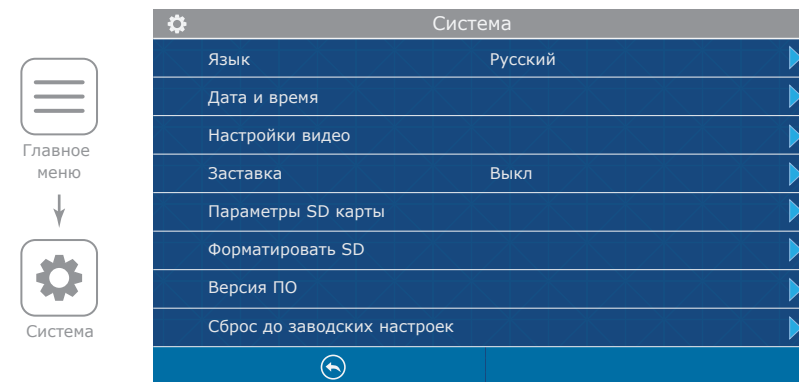 Главное
меню
Система
Система
Язык Русский
Дата и время
Настройки видео
Заставка Выкл
Параметры SD карты
Форматировать SD
Версия ПО
Сброс до заводских настроек